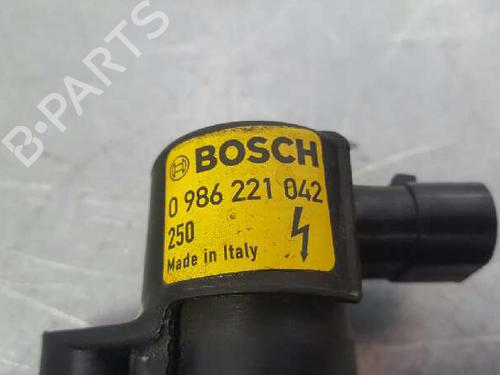 B-PARTS
BOSCH
0 986 221 042
250
Made in Italy